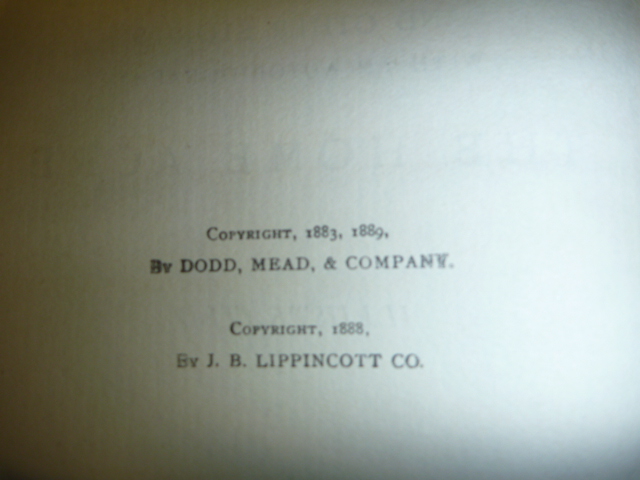 COPYRIGHT, 1883, 1889,
BY DODD, MEAD, & COMPANY.
COPYRIGHT, 1888,
BY J. B. LIPPINCOTT CO.